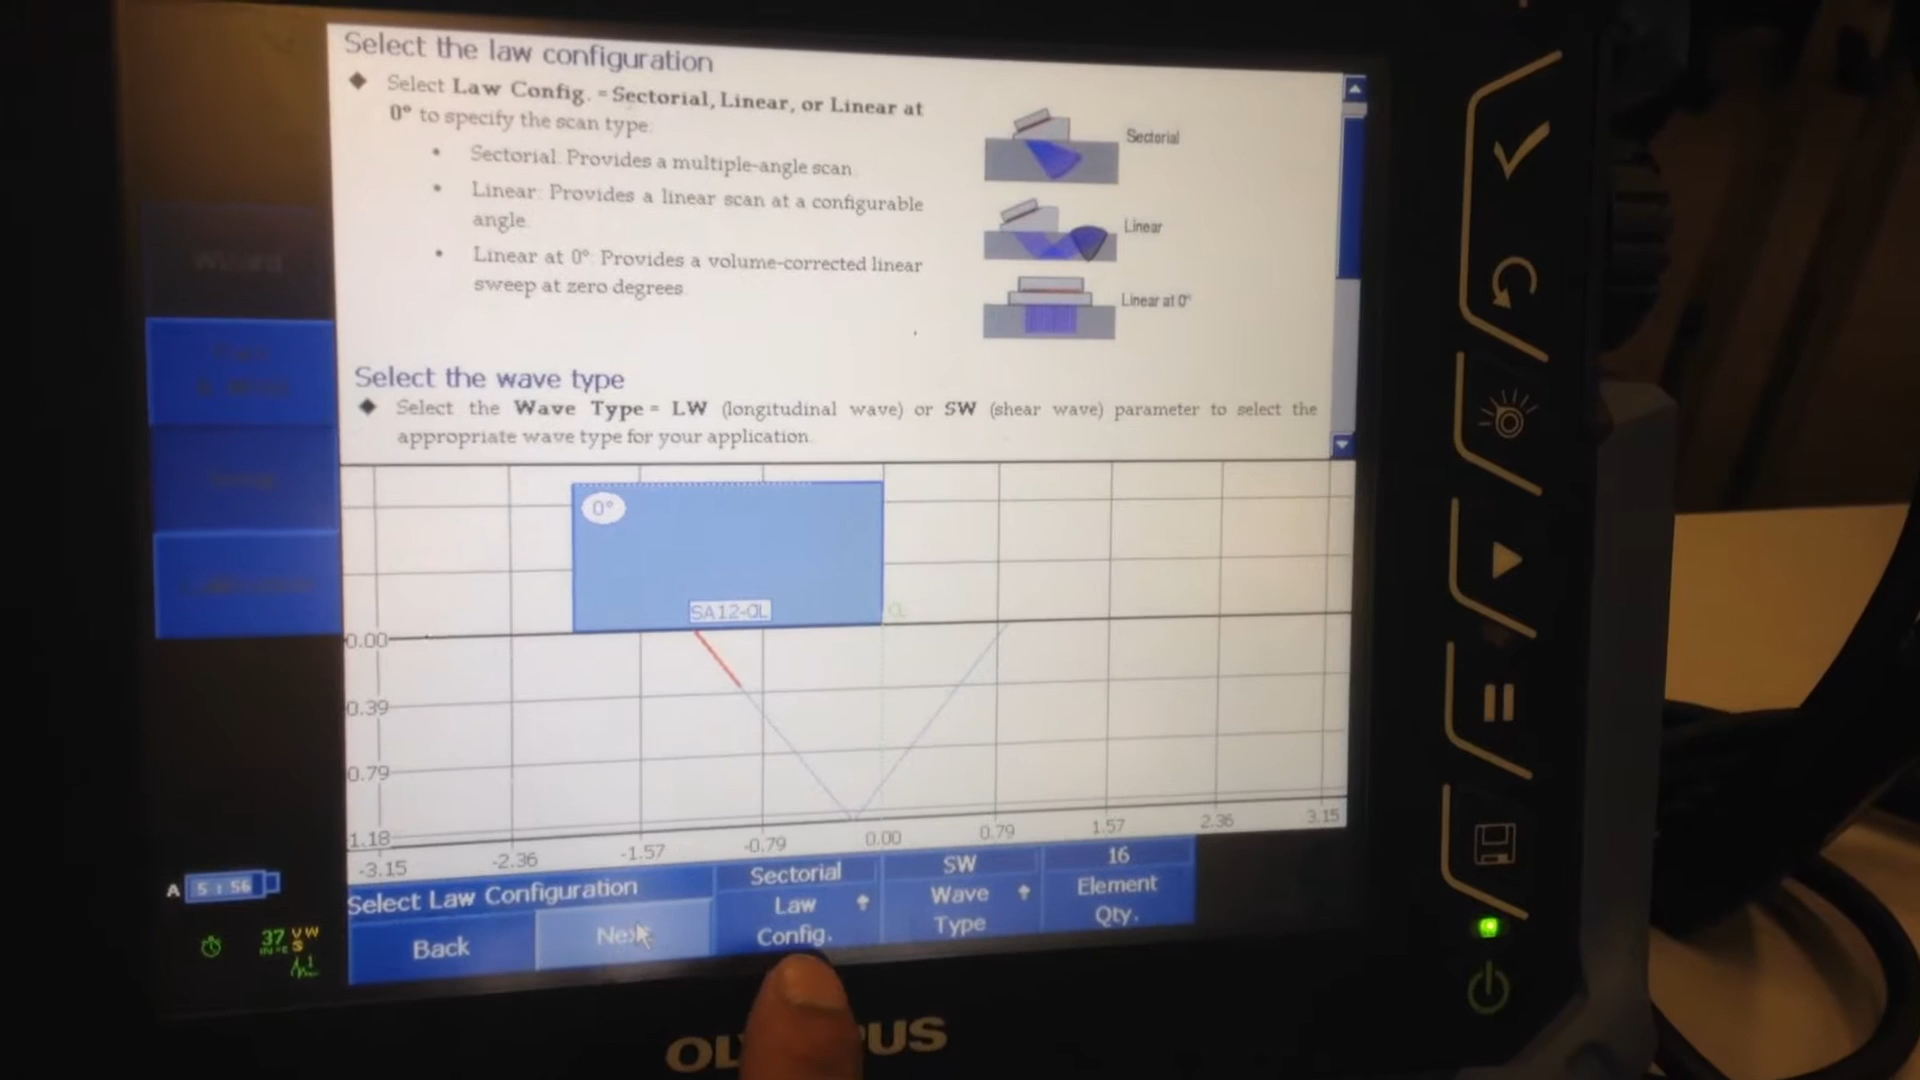 Select the law configuration
Select Law Config. = Sectorial, Linear, or Linear at
0° to specify the scan type:
Sectorial: Provides a multiple-angle scan.
Linear: Provides a linear scan at a configurable
angle.
Linear at 0°: Provides a volume-corrected linear
sweep at zero degrees.
Sectorial
Linear
Linear at 0°
Select the wave type
Select the Wave Type = LW (longitudinal wave) or SW (shear wave) parameter to select the
appropriate wave type for your application.
Wizard
0°
SA12-0L
0.00
0.39
0.79
1.18
-3.15
-2.36
-1.57
-0.79
0.00
0.79
1.57
2.36
3.15
A 5:56
37
V W
S
1
Select Law Configuration
Back
Next
Sectorial
Law
Config.
SW
Wave
Type
16
Element
Qty.